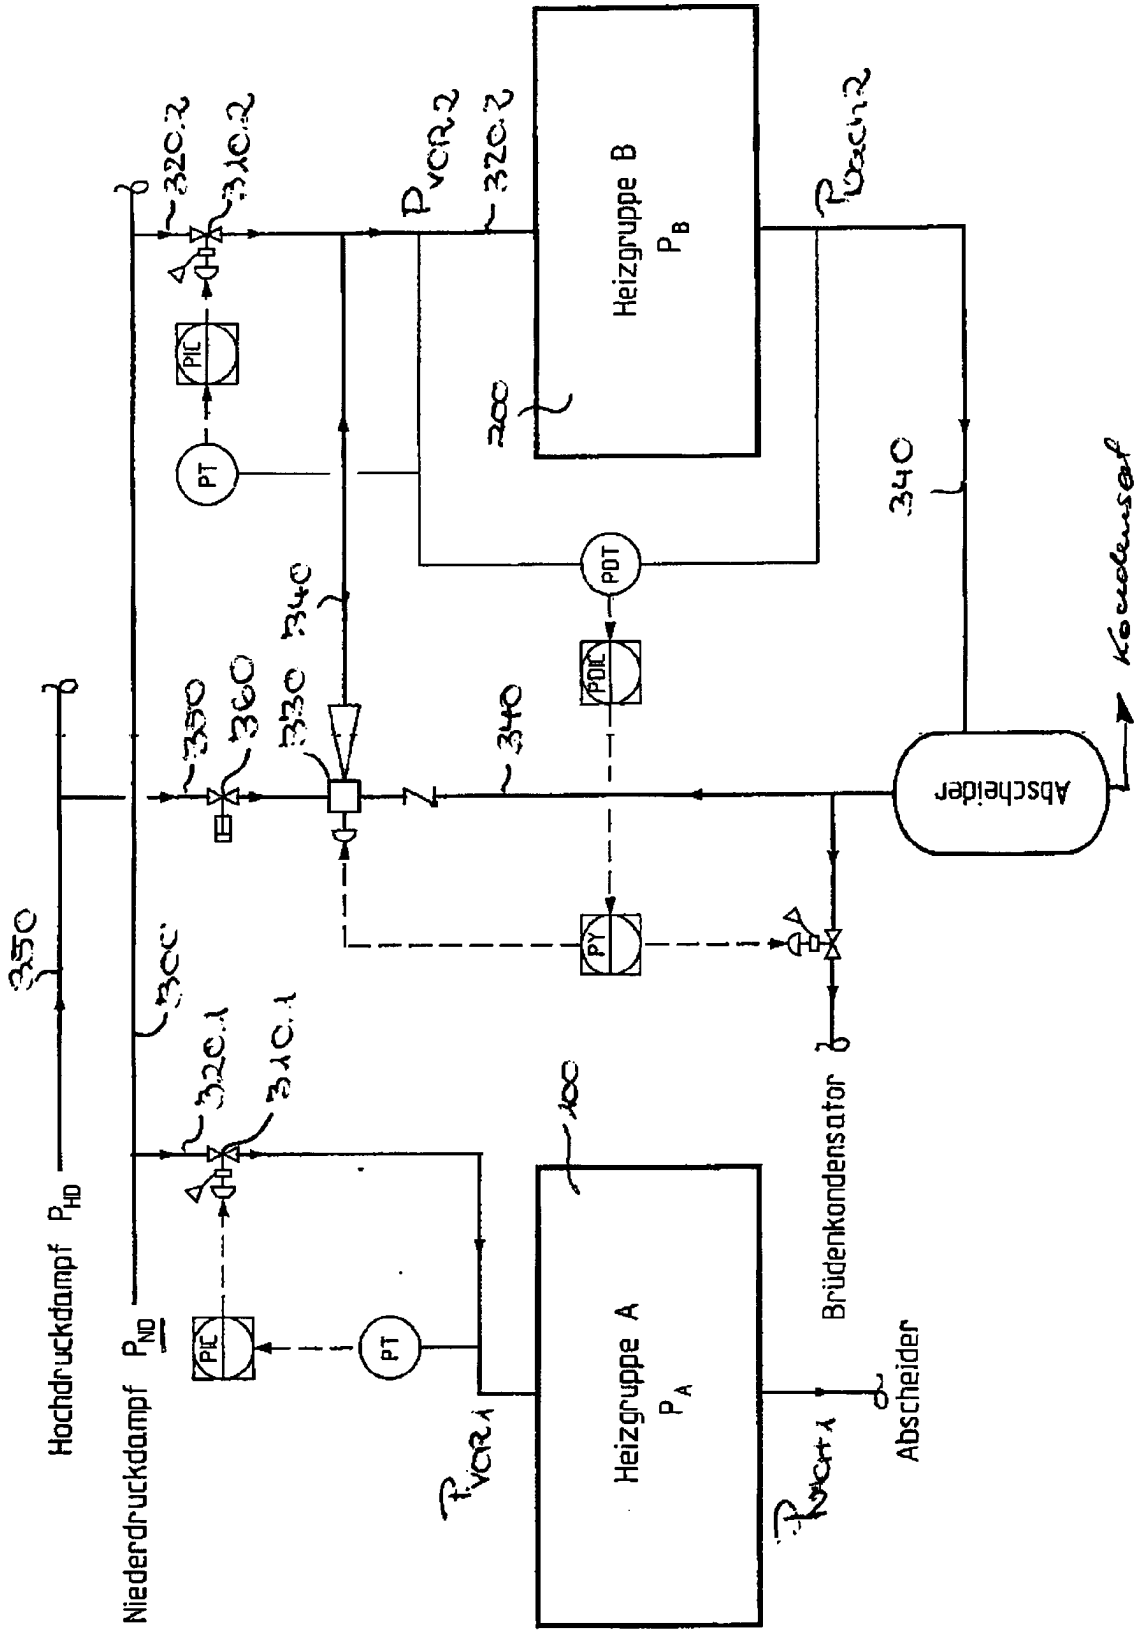 350
Hochdruckdampf P_HD
Niederdruckdampf P_ND
300
350
360
320.2
310.2
PIC
PT
320.1
310.1
PIC
PT
330
340
P_VOR2
320.2
P_VOR1
340
200
Heizgruppe B
P_B
PDT
PDIC
PY
100
Heizgruppe A
P_A
P_Nach2
P_NACH1
Brüdenkondensator
Abscheider
340
Abscheider
Kondensat